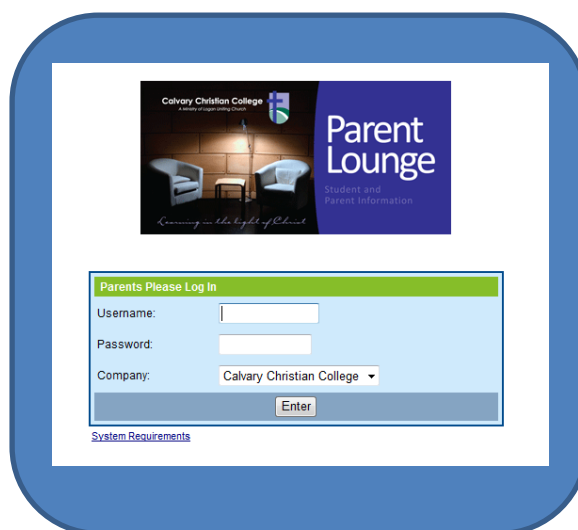 Calvary Christian College
A Ministry of Logan Uniting Church
Parent
Lounge
Student and
Parent Information
Learning in the light of Christ
Parents Please Log In
Username:
Password:
Company:
Calvary Christian College
Enter
System Requirements